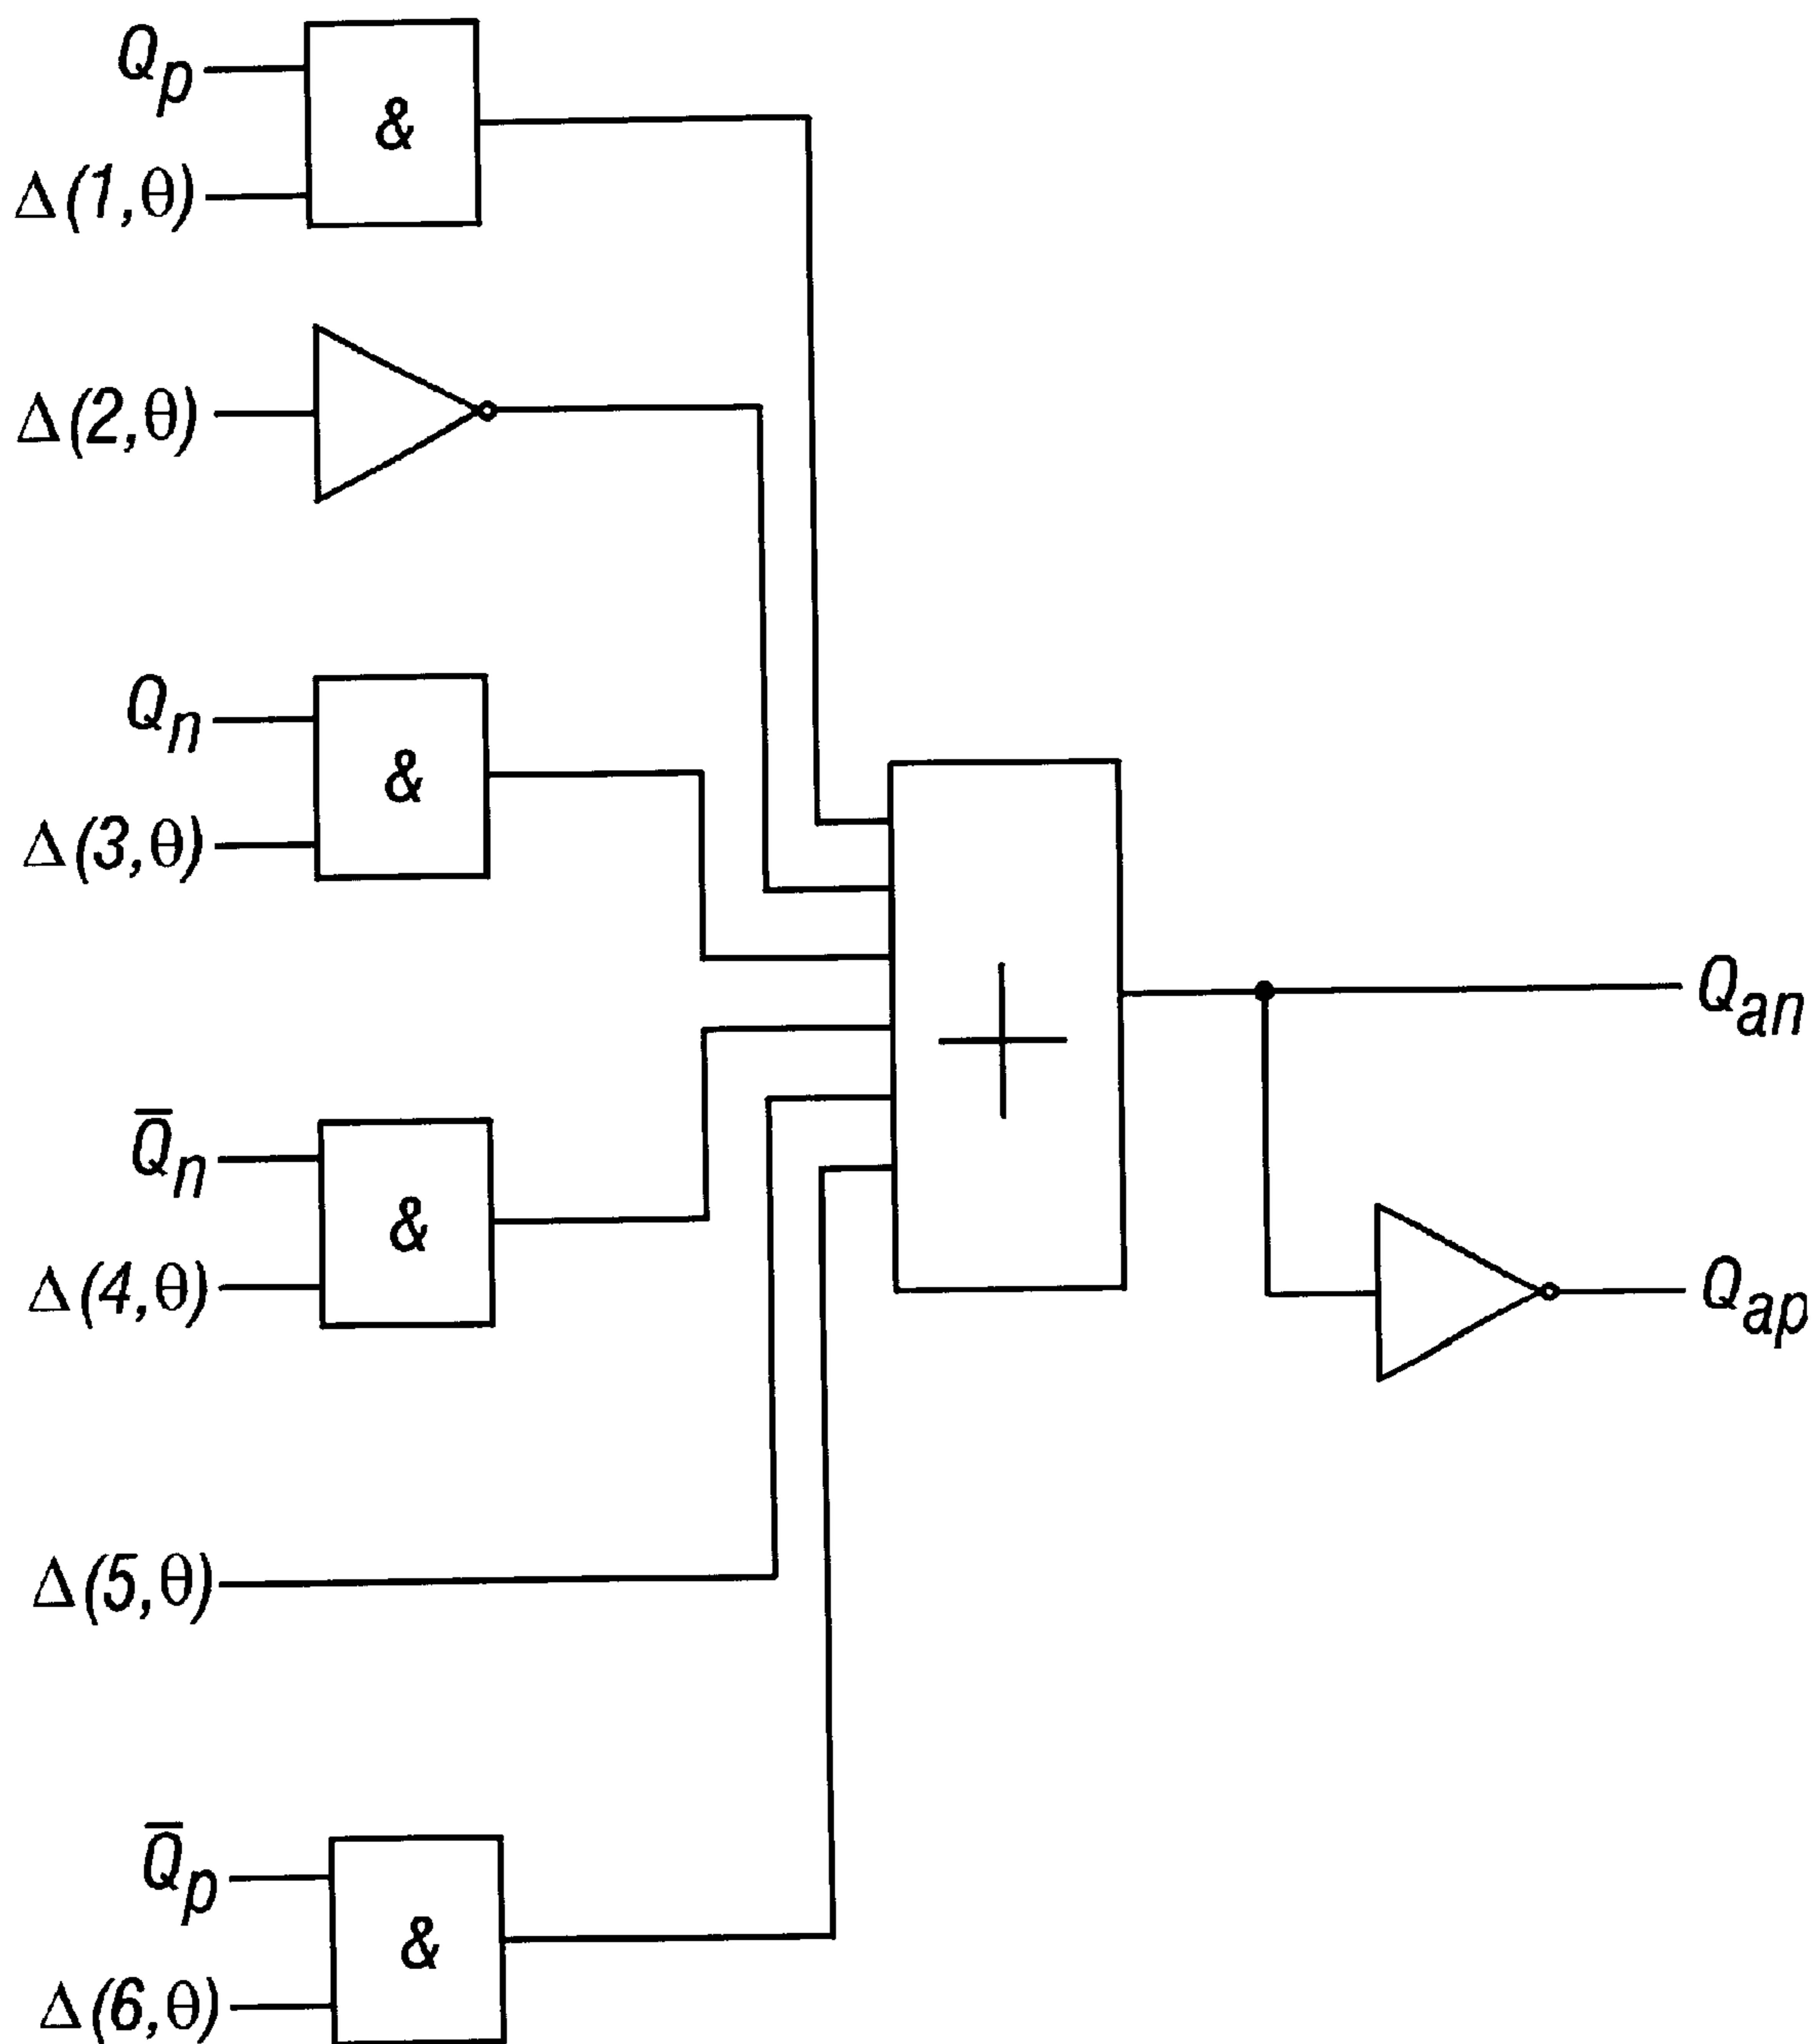 Qp
&
Δ(1,θ)
Δ(2,θ)
Qn
&
Δ(3,θ)
+
Qan
Q̅n
&
Δ(4,θ)
Qap
Δ(5,θ)
Q̅p
&
Δ(6,θ)